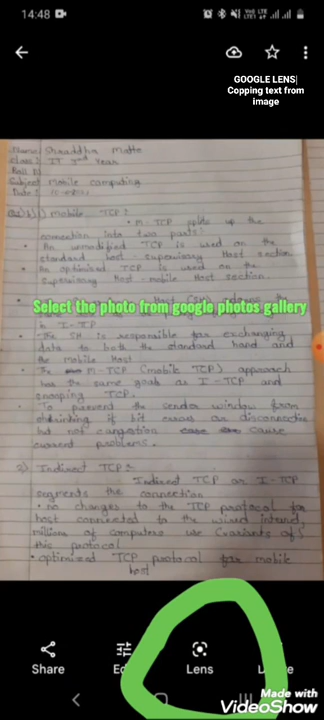 14:48
GOOGLE LENS
Copying text from
image
Name: Shraddha
Class: IT 3rd Year
Roll
Subject Mobile Computing
Date:
1) Mobile TCP:
• M-TCP splits up the
connection into two parts:
• An unmodified TCP is used on the
standard host - supervisory Host section
• An optimized TCP is used on the
supervisory Host - mobile Host section.
Select the photo from google photos gallery
in I-TCP
• The SH is responsible for exchanging
data to both the standard hand and
the mobile Host
• The M-TCP (mobile TCP) approach
has the same goals as I-TCP and
snooping TCP.
• To prevent the sender window from
shrinking if bit errors or disconnection
but not congestion cause
current problems.
2) Indirect TCP:
Indirect TCP or I-TCP
segments the connection
• no changes to the TCP protocol for
host connected to the wired
millions of computers use (variants of)
this protocol
• optimized TCP protocol for mobile
host
Share
Lens
Made with
VideoShow